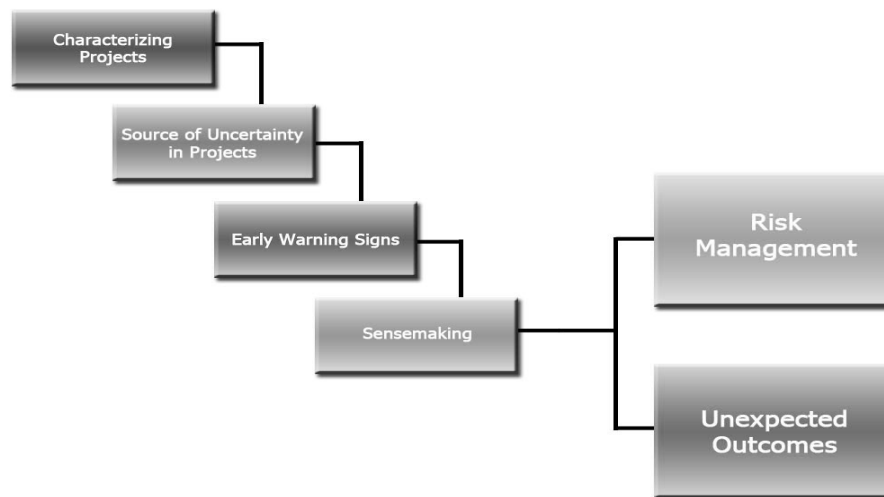 Characterizing
Projects
Source of Uncertainty
in Projects
Early Warning Signs
Sensemaking
Risk
Management
Unexpected
Outcomes